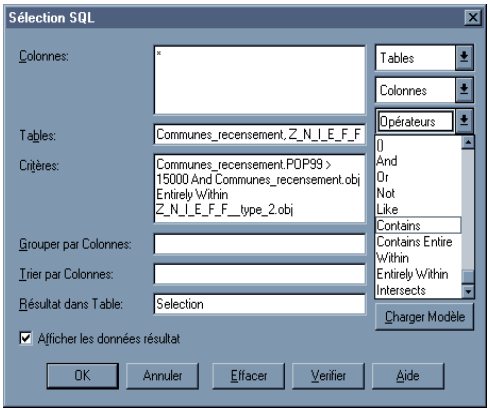 Sélection SQL
Colonnes:
*
Tables
Colonnes
Opérateurs
Tables:
Communes_recensement, Z_N_I_E_F_F
Critères:
Communes_recensement.POP99 >
15000 And Communes_recensement.obj
Entirely Within
Z_N_I_E_F_F__type_2.obj
()
And
Or
Not
Like
Contains
Contains Entire
Within
Entirely Within
Intersects
Grouper par Colonnes:
Trier par Colonnes:
Résultat dans Table:
Selection
Charger Modèle
Afficher les données résultat
OK
Annuler
Effacer
Verifier
Aide